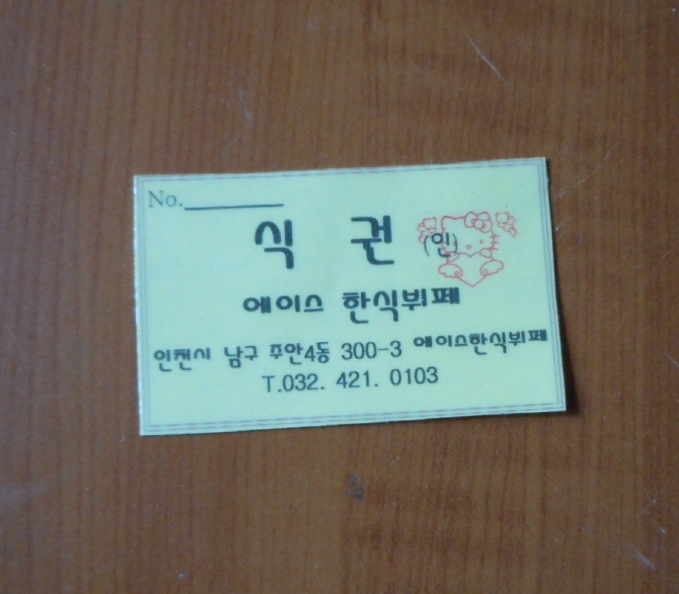 No.
식 권 (인)
에이스 한식뷔페
인천시 남구 주안4동 300-3 에이스한식뷔페
T.032. 421. 0103